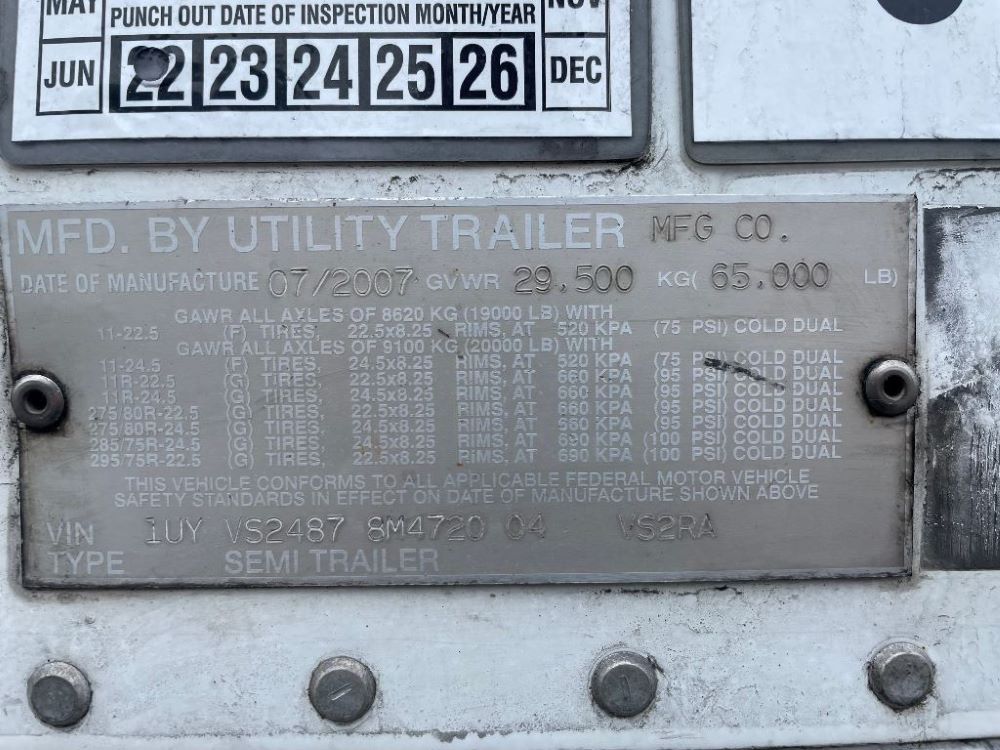 MAY PUNCH OUT DATE OF INSPECTION MONTH/YEAR NOV
JUN 22 23 24 25 26 DEC
MFD. BY UTILITY TRAILER MFG CO.
DATE OF MANUFACTURE 07/2007 GVWR 29,500 KG( 65,000 LB)
GAWR ALL AXLES OF 8620 KG (19000 LB) WITH
11-22.5 (F) TIRES, 22.5x8.25 RIMS, AT 520 KPA (75 PSI) COLD DUAL
GAWR ALL AXLES OF 9100 KG (20000 LB) WITH
11-24.5 (F) TIRES, 24.5x8.25 RIMS, AT 520 KPA (75 PSI) COLD DUAL
11R-22.5 (G) TIRES, 22.5x8.25 RIMS, AT 660 KPA (95 PSI) COLD DUAL
11R-24.5 (G) TIRES, 24.5x8.25 RIMS, AT 660 KPA (95 PSI) COLD DUAL
275/80R-22.5 (G) TIRES, 22.5x8.25 RIMS, AT 660 KPA (95 PSI) COLD DUAL
275/80R-24.5 (G) TIRES, 24.5x8.25 RIMS, AT 660 KPA (95 PSI) COLD DUAL
285/75R-24.5 (G) TIRES, 24.5x8.25 RIMS, AT 690 KPA (100 PSI) COLD DUAL
295/75R-22.5 (G) TIRES, 22.5x8.25 RIMS, AT 690 KPA (100 PSI) COLD DUAL
THIS VEHICLE CONFORMS TO ALL APPLICABLE FEDERAL MOTOR VEHICLE
SAFETY STANDARDS IN EFFECT ON DATE OF MANUFACTURE SHOWN ABOVE
VIN 1UY VS2487 8M4720 04 VS2RA
TYPE SEMI TRAILER